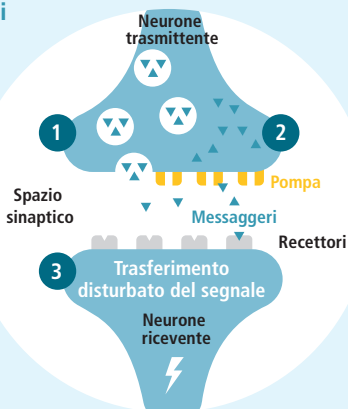 i
Neurone
trasmittente
1
2
Pompa
Spazio
sinaptico
Messaggeri
Recettori
3
Trasferimento
disturbato del segnale
Neurone
ricevente